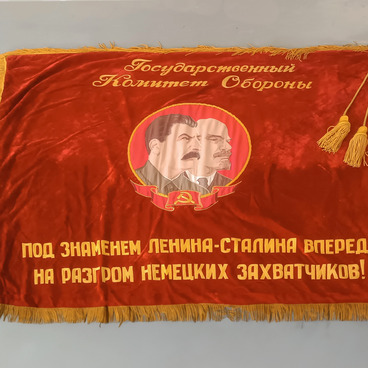 Государственный
Комитет Обороны
ПОД ЗНАМЕНЕМ ЛЕНИНА-СТАЛИНА ВПЕРЕД
НА РАЗГРОМ НЕМЕЦКИХ ЗАХВАТЧИКОВ!